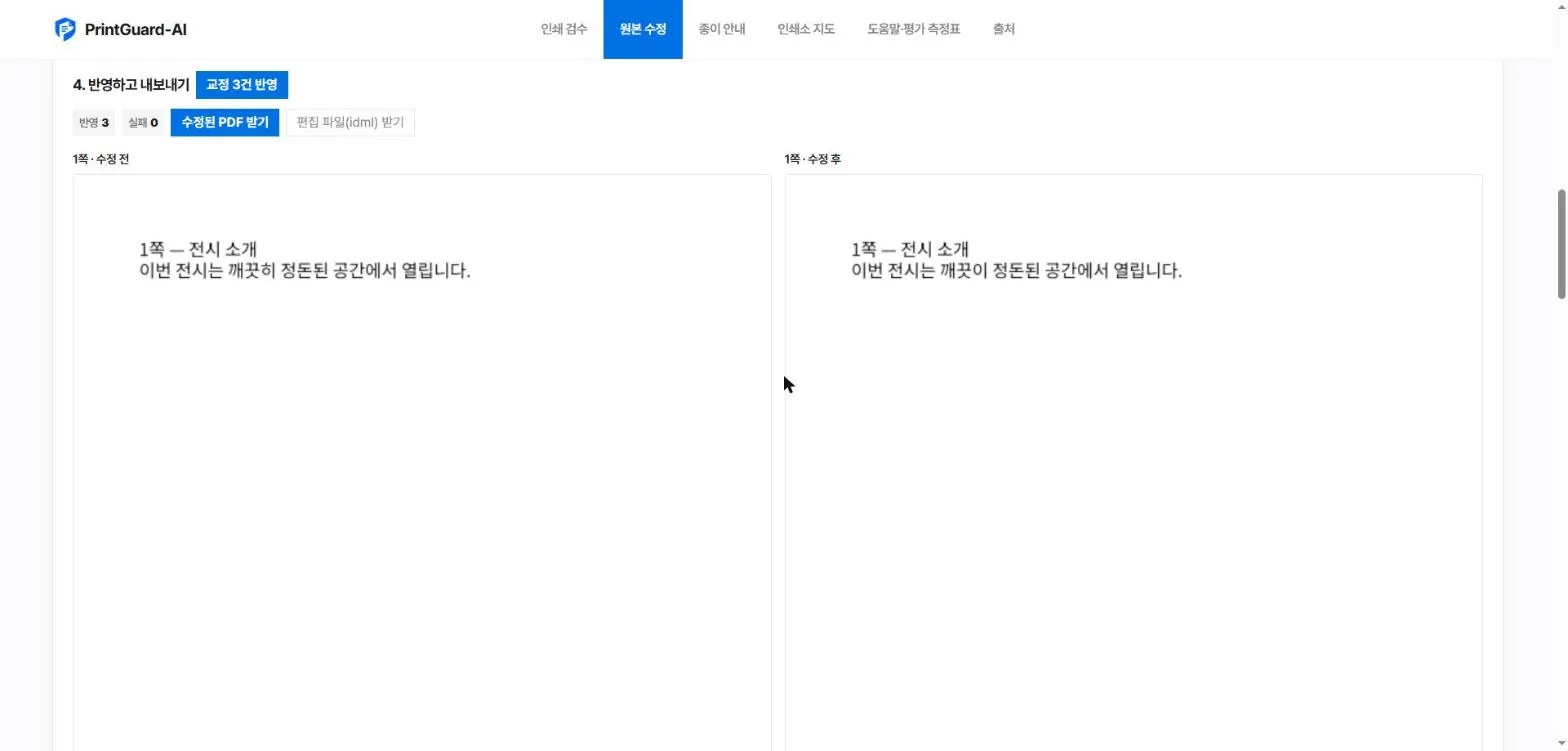 PrintGuard-AI
인쇄 검수
원본 수정
종이 안내
인쇄소 지도
도움말·평가 측정표
출처
4. 반영하고 내보내기
교정 3건 반영
반영 3
실패 0
수정된 PDF 받기
편집 파일(idml) 받기
1쪽 · 수정 전
1쪽 — 전시 소개
이번 전시는 깨끗히 정돈된 공간에서 열립니다.
1쪽 · 수정 후
1쪽 — 전시 소개
이번 전시는 깨끗이 정돈된 공간에서 열립니다.